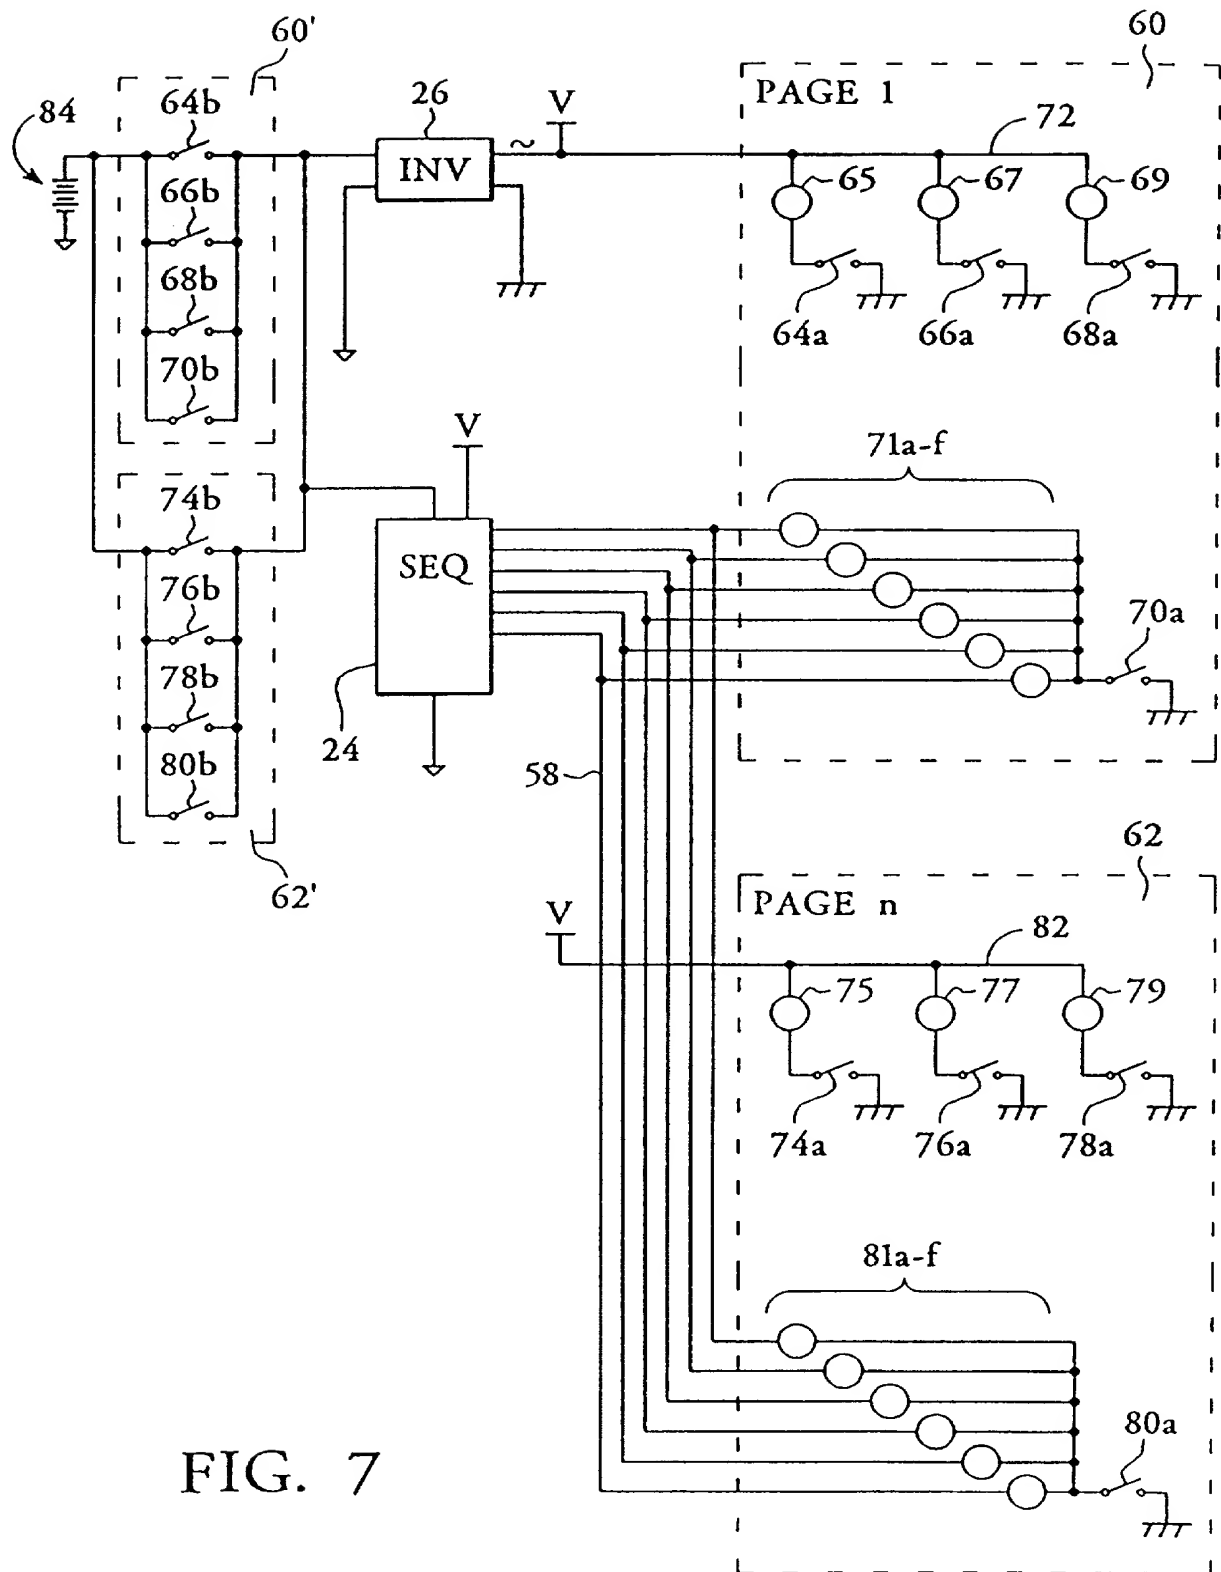 60'
60
84
64b
26
V
PAGE 1
72
~
INV
65
67
69
66b
68b
64a
66a
68a
70b
V
71a-f
74b
SEQ
76b
70a
78b
24
58
80b
62'
62
PAGE n
V
82
75
77
79
74a
76a
78a
81a-f
80a
FIG. 7